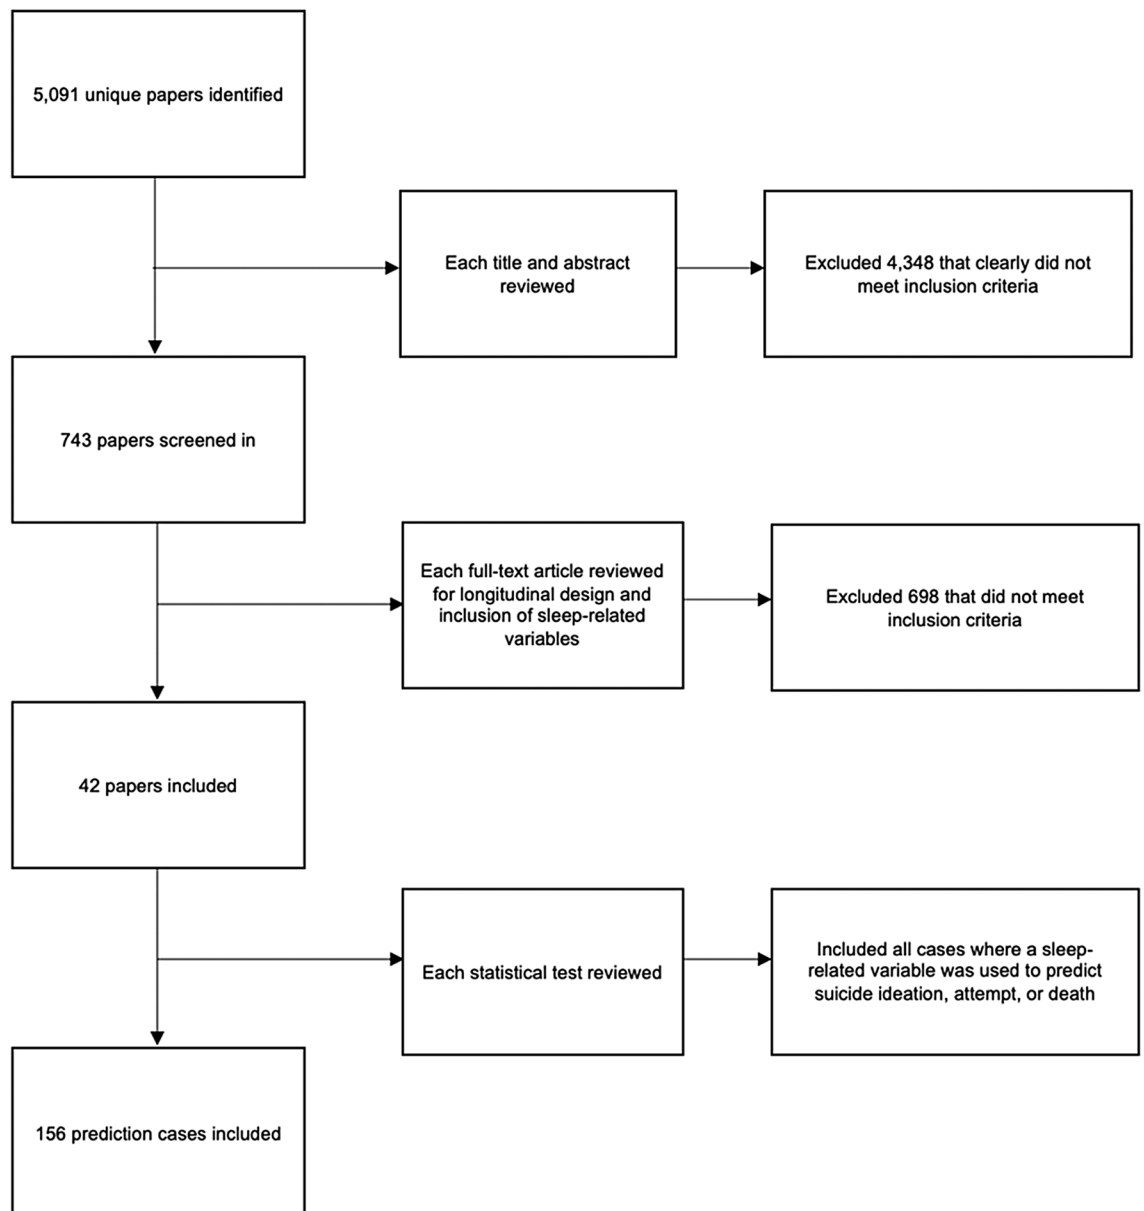 5,091 unique papers identified
Each title and abstract
reviewed
Excluded 4,348 that clearly did not
meet inclusion criteria
743 papers screened in
Each full-text article reviewed
for longitudinal design and
inclusion of sleep-related
variables
Excluded 698 that did not meet
inclusion criteria
42 papers included
Each statistical test reviewed
Included all cases where a sleep-
related variable was used to predict
suicide ideation, attempt, or death
156 prediction cases included